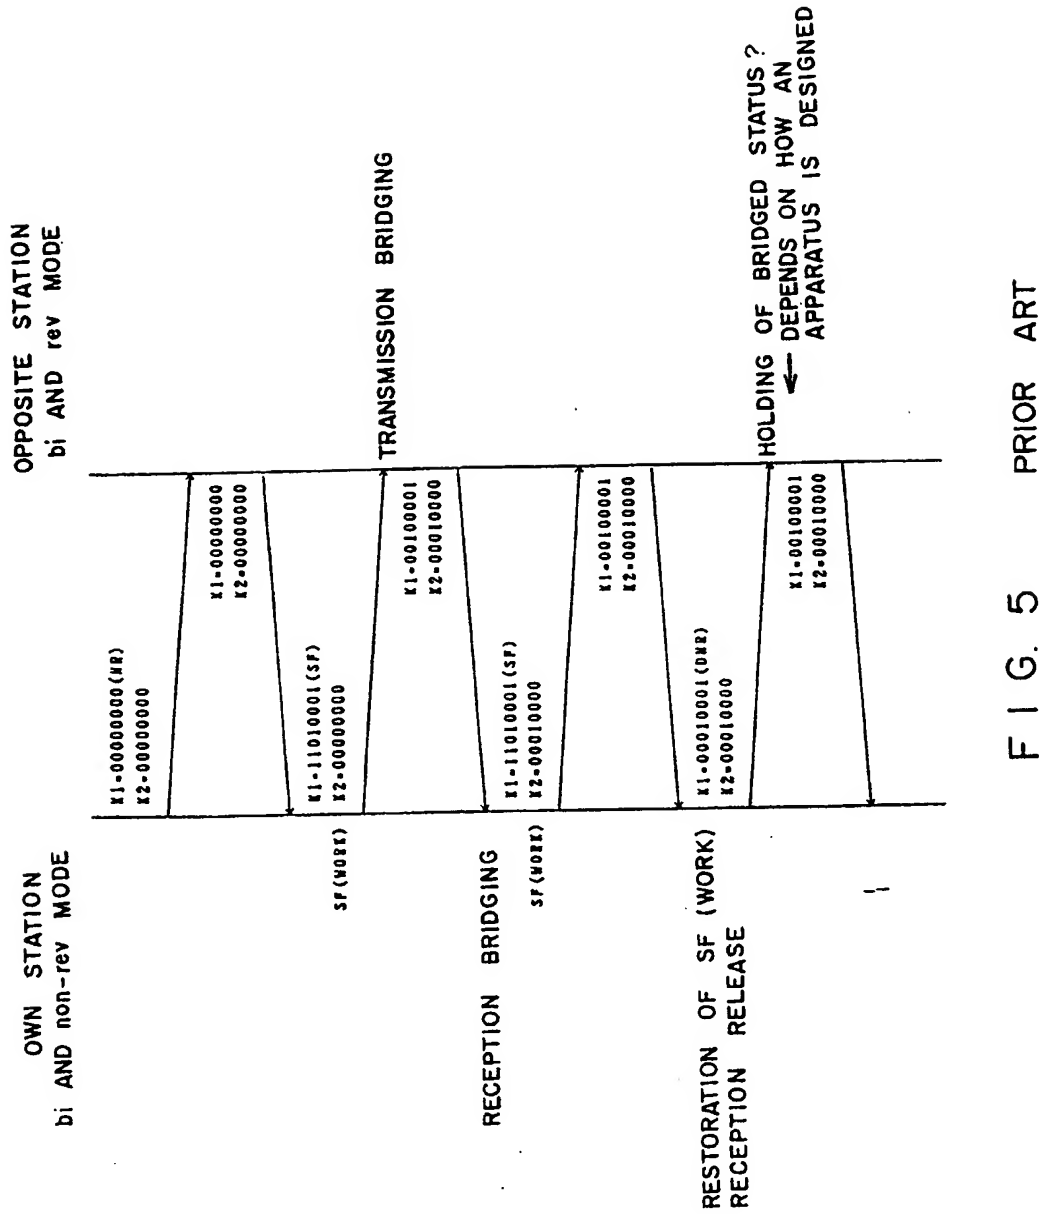 OWN STATION
bi AND non-rev MODE
OPPOSITE STATION
bi AND rev MODE
K1=00000000(NR)
K2=00000000
K1=00000000
K2=00000000
SF(WORK)
K1=11010001(SF)
K2=00000000
TRANSMISSION BRIDGING
K1=00100001
K2=00010000
RECEPTION BRIDGING
SF(WORK)
K1=11010001(SF)
K2=00010000
K1=00100001
K2=00010000
RESTORATION OF SF (WORK)
RECEPTION RELEASE
K1=00010001(DNR)
K2=00010000
HOLDING OF BRIDGED STATUS?
← DEPENDS ON HOW AN
APPARATUS IS DESIGNED
K1=00100001
K2=00010000
FIG. 5 PRIOR ART